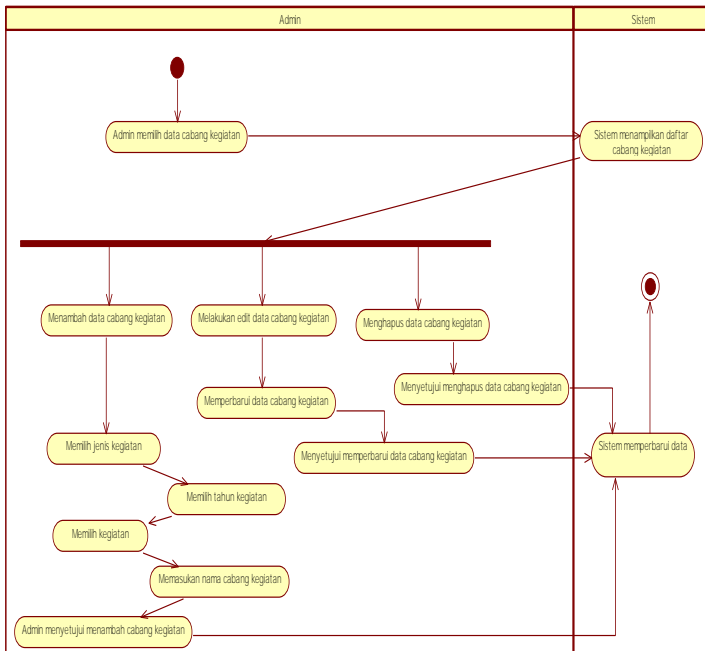 Admin
Sistem
Admin memilih data cabang kegiatan
Sistem menampilkan daftar
cabang kegiatan
Menambah data cabang kegiatan
Melakukan edit data cabang kegiatan
Menghapus data cabang kegiatan
Menyetujui menghapus data cabang kegiatan
Memperbarui data cabang kegiatan
Memilih jenis kegiatan
Menyetujui memperbarui data cabang kegiatan
Sistem memperbarui data
Memilih tahun kegiatan
Memilih kegiatan
Memasukan nama cabang kegiatan
Admin menyetujui menambah cabang kegiatan